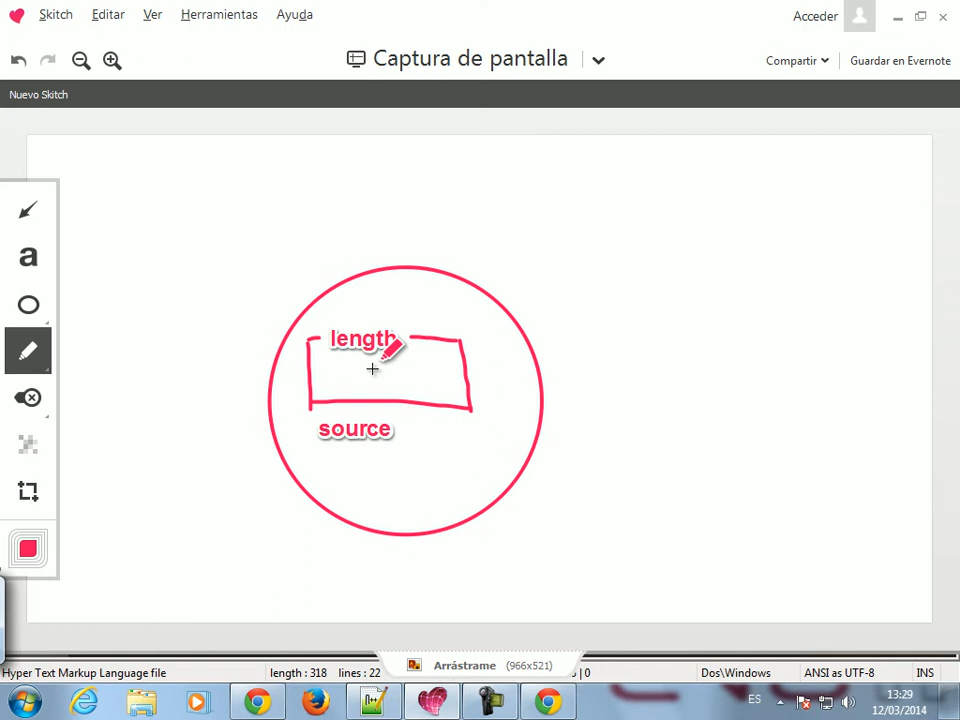 Skitch Editar Ver Herramientas Ayuda Acceder
Captura de pantalla Compartir Guardar en Evernote
Nuevo Skitch
a
length
source
Arrástrame (966x521)
Hyper Text Markup Language file length : 318 lines : 22 | 0 Dos\Windows ANSI as UTF-8 INS
ES 13:29
12/03/2014